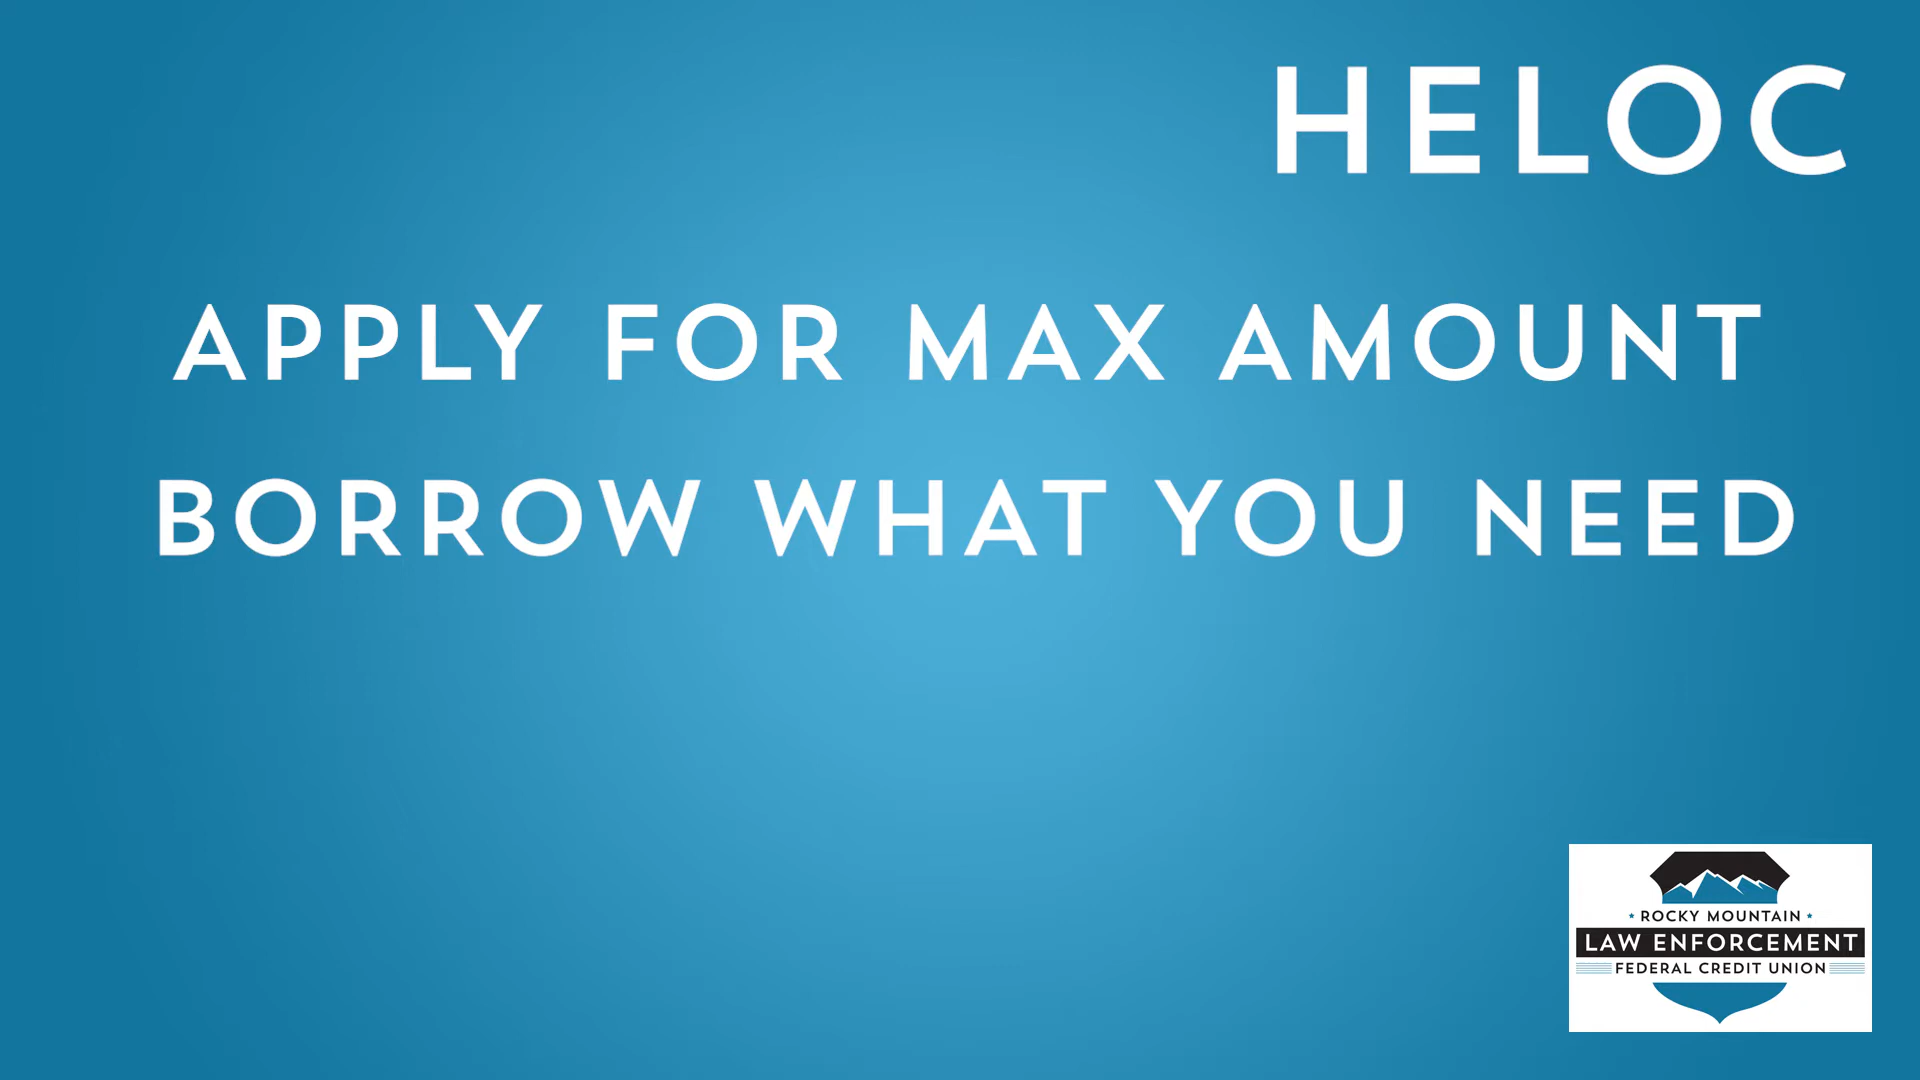 HELOC
APPLY FOR MAX AMOUNT
BORROW WHAT YOU NEED
ROCKY MOUNTAIN
LAW ENFORCEMENT
FEDERAL CREDIT UNION